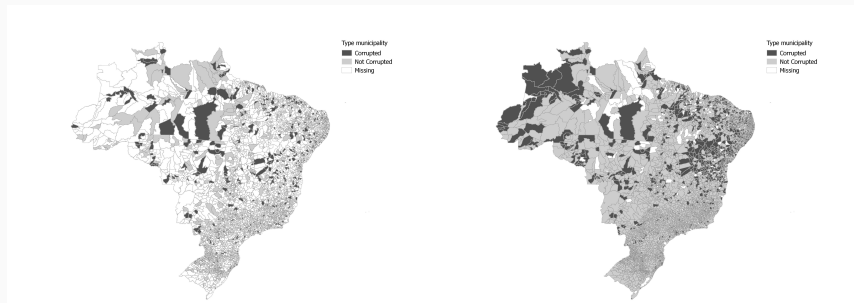 Type municipality
Corrupted
Not Corrupted
Missing
Type municipality
Corrupted
Not Corrupted
Missing